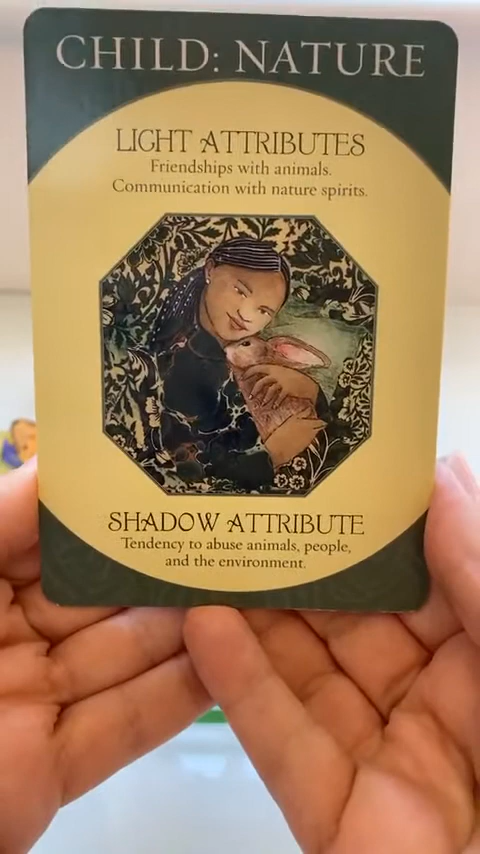 CHILD: NATURE
LIGHT ATTRIBUTES
Friendships with animals.
Communication with nature spirits.
SHADOW ATTRIBUTE
Tendency to abuse animals, people,
and the environment.